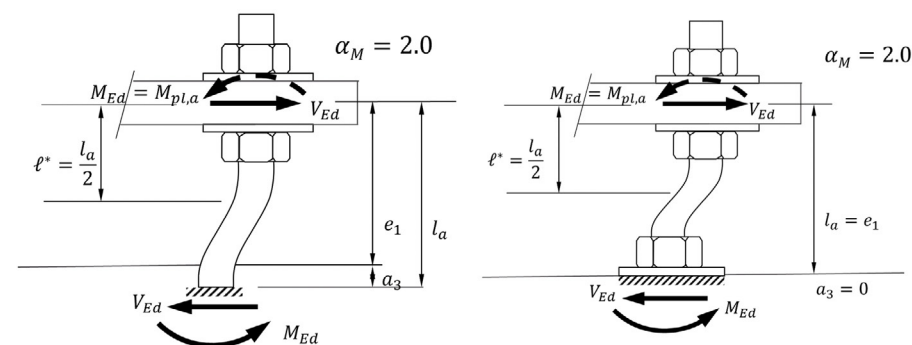 α_M = 2.0
M_Ed = M_pl,a
V_Ed
ℓ* = l_a/2
e_1
l_a
a_3
V_Ed
M_Ed
α_M = 2.0
M_Ed = M_pl,a
V_Ed
ℓ* = l_a/2
l_a = e_1
a_3 = 0
V_Ed
M_Ed